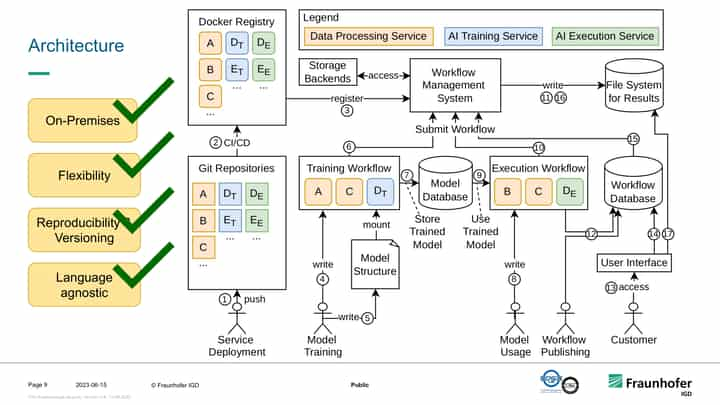 Architecture
On-Premises
Flexibility
Reproducibility
Versioning
Language
agnostic
Docker Registry
A D_T D_E
B E_T E_E
C ... ...
...
Legend
Data Processing Service
AI Training Service
AI Execution Service
Storage
Backends
access
Workflow
Management
System
write
11 16
File System
for Results
register
3
Submit Workflow
2 CI/CD
6
10
15
Git Repositories
A D_T D_E
B E_T E_E
C ... ...
...
Training Workflow
A C D_T
7
Model
Database
9
Execution Workflow
B C D_E
Workflow
Database
Store
Trained
Model
Use
Trained
Model
mount
Model
Structure
12
14 17
User Interface
write
4
write
8
1 push
write 5
13 access
Service
Deployment
Model
Training
Model
Usage
Workflow
Publishing
Customer
Page 9
2023-06-15
© Fraunhofer IGD
Public
Fraunhofer
IGD